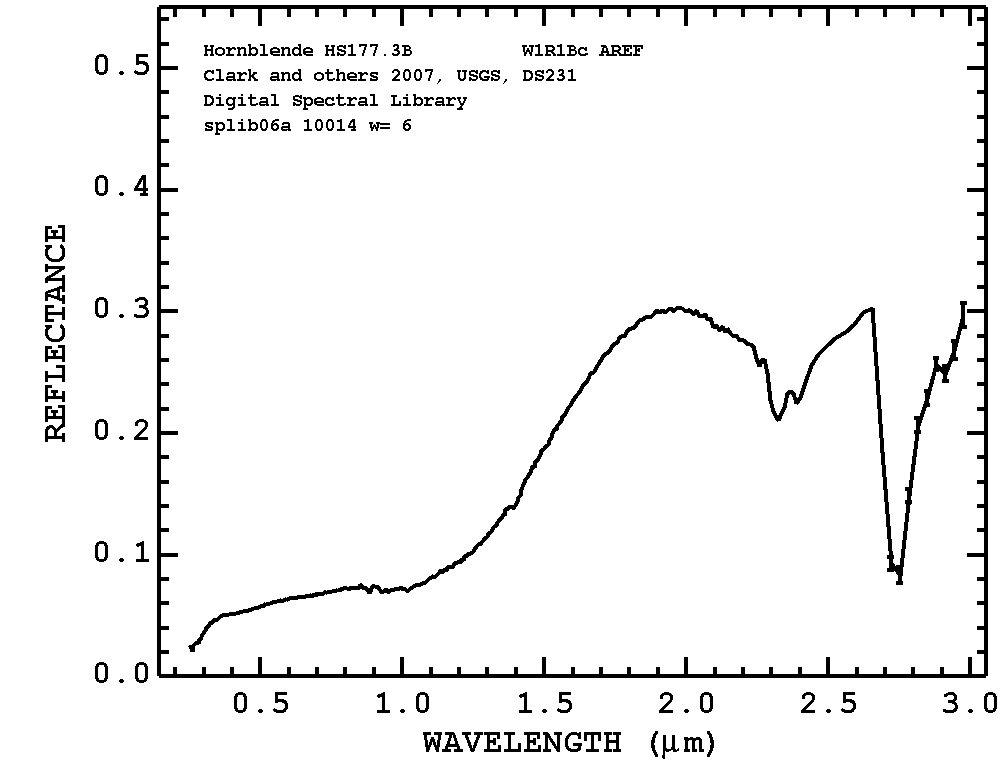 Hornblende HS177.3B W1R1Bc AREF
Clark and others 2007, USGS, DS231
Digital Spectral Library
splib06a 10014 w= 6
REFLECTANCE
0.5
0.4
0.3
0.2
0.1
0.0
0.5 1.0 1.5 2.0 2.5 3.0
WAVELENGTH (μm)